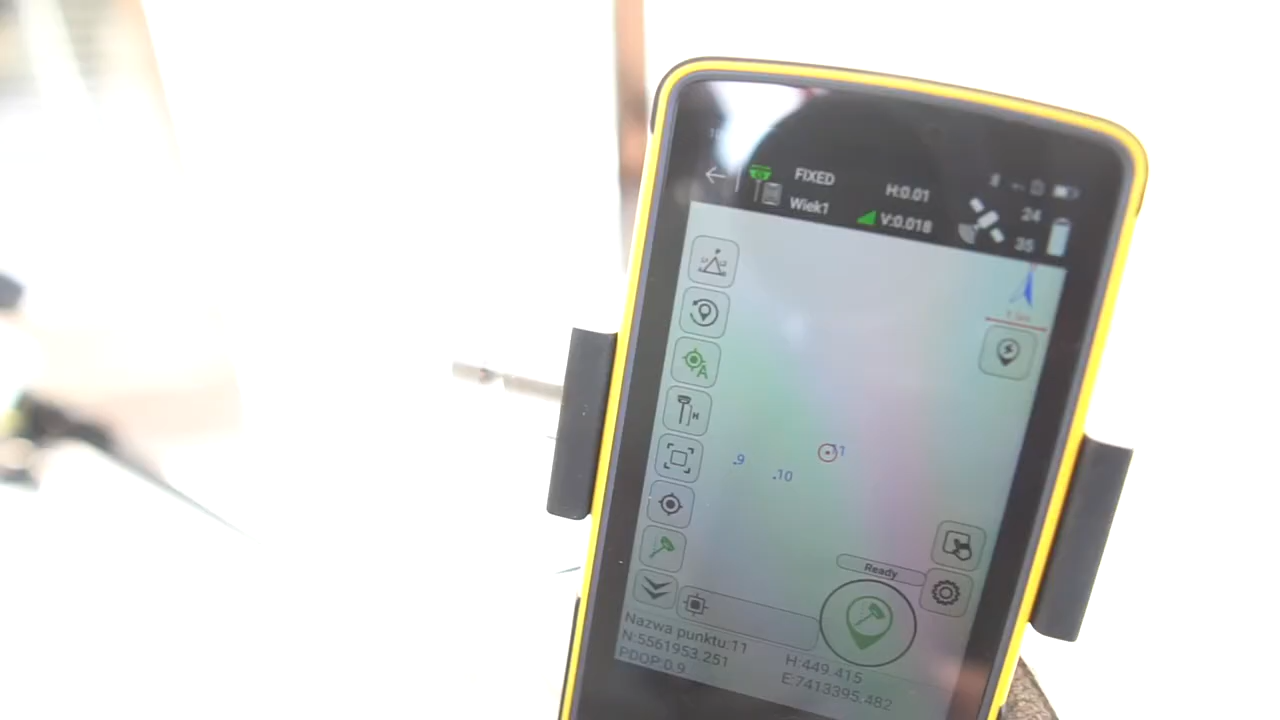 FIXED
H:0.01
24
Wiek1
V:0.018
35
A
H
.9
.10
11
Ready
Nazwa punktu:11
N:5561953.251
H:449.415
PDOP:0.9
E:7413395.482